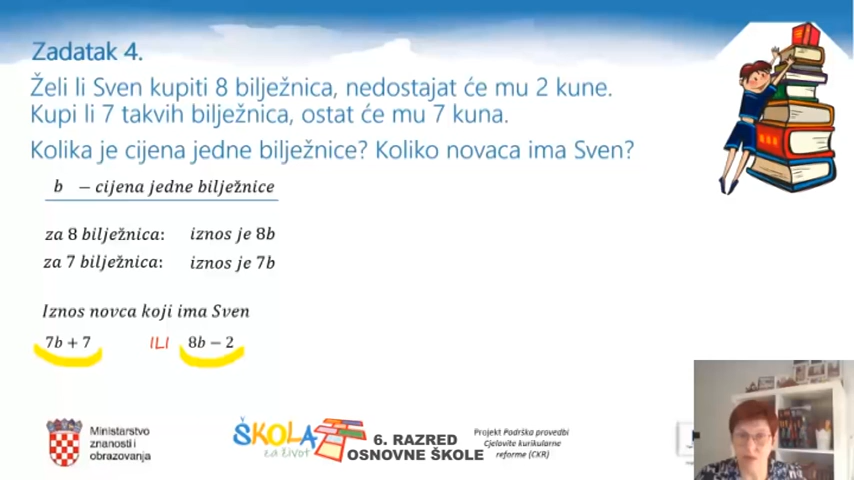 Zadatak 4.
Želi li Sven kupiti 8 bilježnica, nedostajat će mu 2 kune.
Kupi li 7 takvih bilježnica, ostat će mu 7 kuna.
Kolika je cijena jedne bilježnice? Koliko novaca ima Sven?
b – cijena jedne bilježnice
za 8 bilježnica: iznos je 8b
za 7 bilježnica: iznos je 7b
Iznos novca koji ima Sven
7b + 7 ILI 8b − 2
Ministarstvo
znanosti i
obrazovanja
ŠKOLA
za život
6. RAZRED
OSNOVNE ŠKOLE
Projekt Podrška provedbi
Cjelovite kurikularne
reforme (CKR)